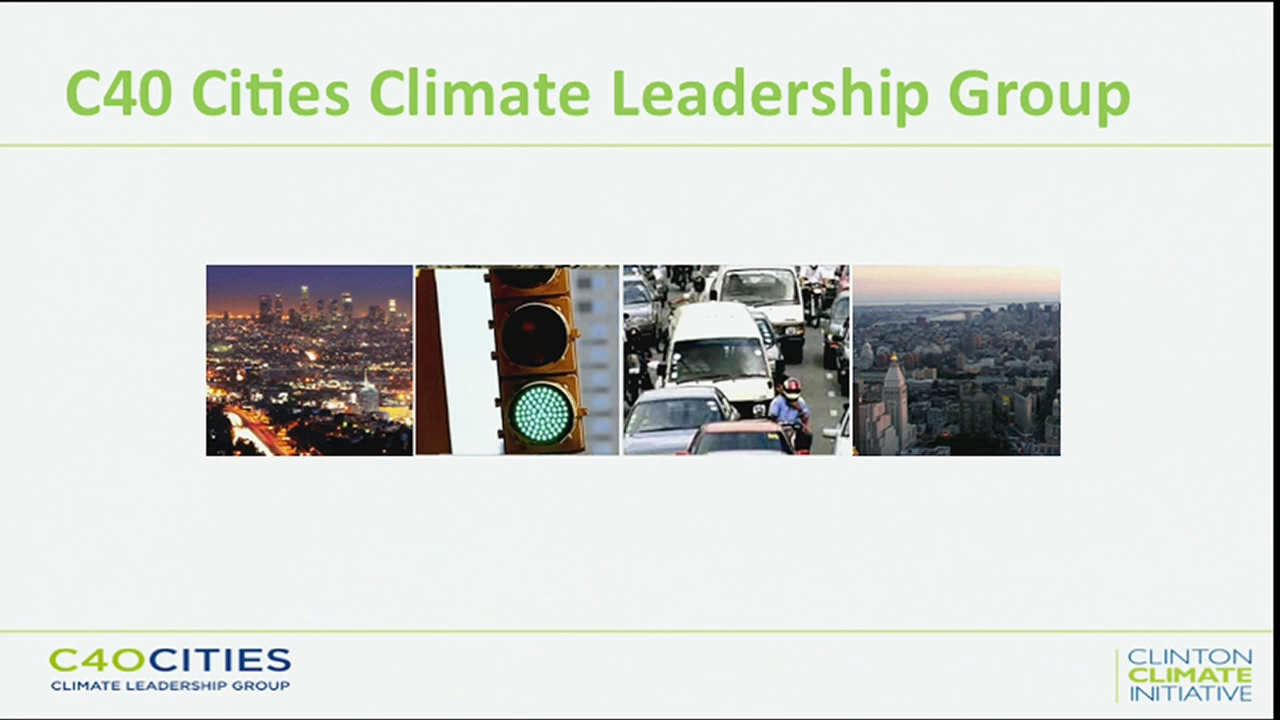 C40 Cities Climate Leadership Group
C40CITIES
CLIMATE LEADERSHIP GROUP
CLINTON
CLIMATE
INITIATIVE